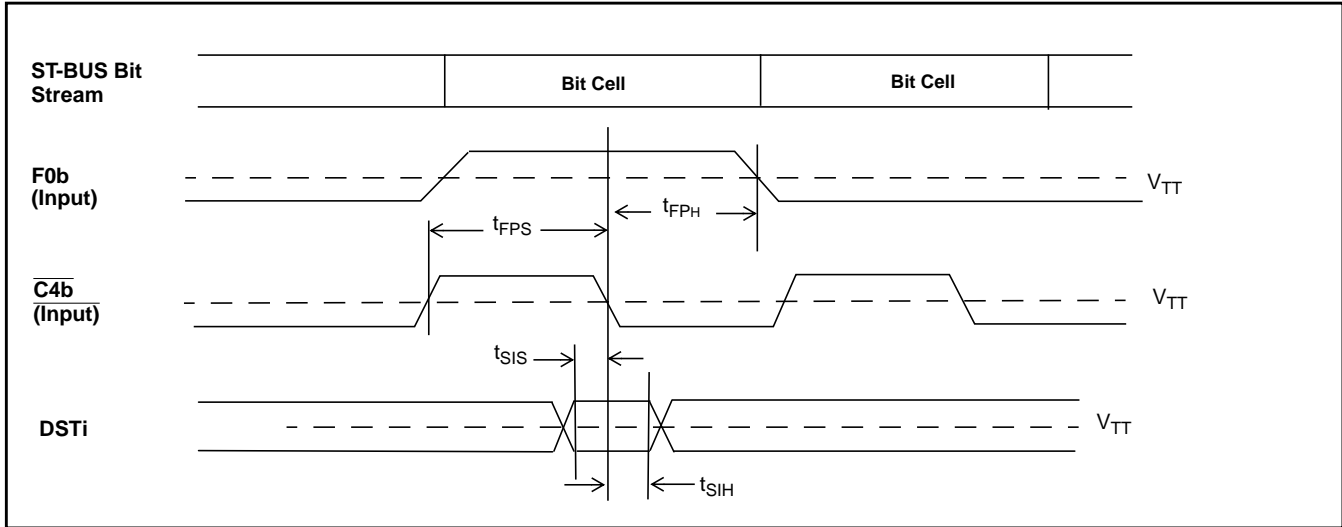 ST-BUS Bit
Stream
Bit Cell
Bit Cell
F0b
(Input)
VTT
tFPS
tFPH
C4b
(Input)
VTT
tSIS
DSTi
VTT
tSIH